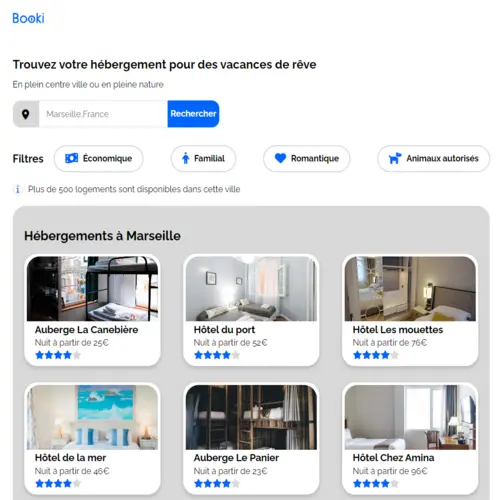 Booki
Trouvez votre hébergement pour des vacances de rêve
En plein centre ville ou en pleine nature
Marseille,France
Rechercher
Filtres
Économique
Familial
Romantique
Animaux autorisés
Plus de 500 logements sont disponibles dans cette ville
Hébergements à Marseille
Auberge La Canebière
Nuit à partir de 25€
Hôtel du port
Nuit à partir de 52€
Hôtel Les mouettes
Nuit à partir de 76€
Hôtel de la mer
Nuit à partir de 46€
Auberge Le Panier
Nuit à partir de 23€
Hôtel Chez Amina
Nuit à partir de 96€